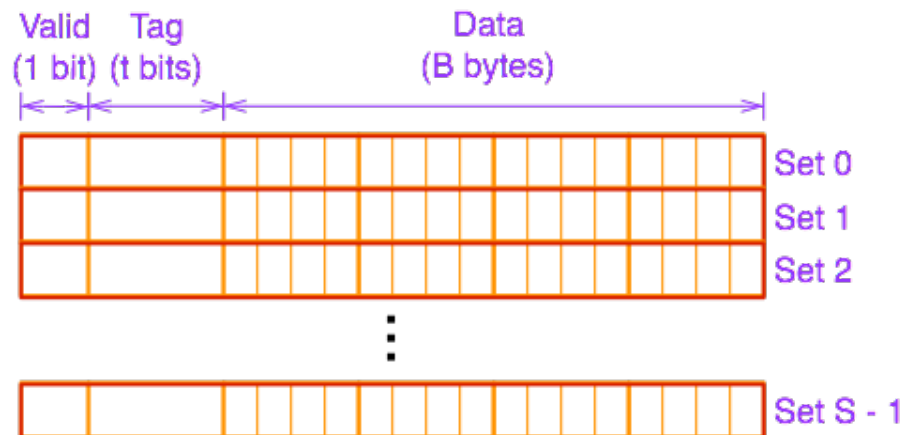 Valid Tag Data
(1 bit) (t bits) (B bytes)
Set 0
Set 1
Set 2
Set S - 1